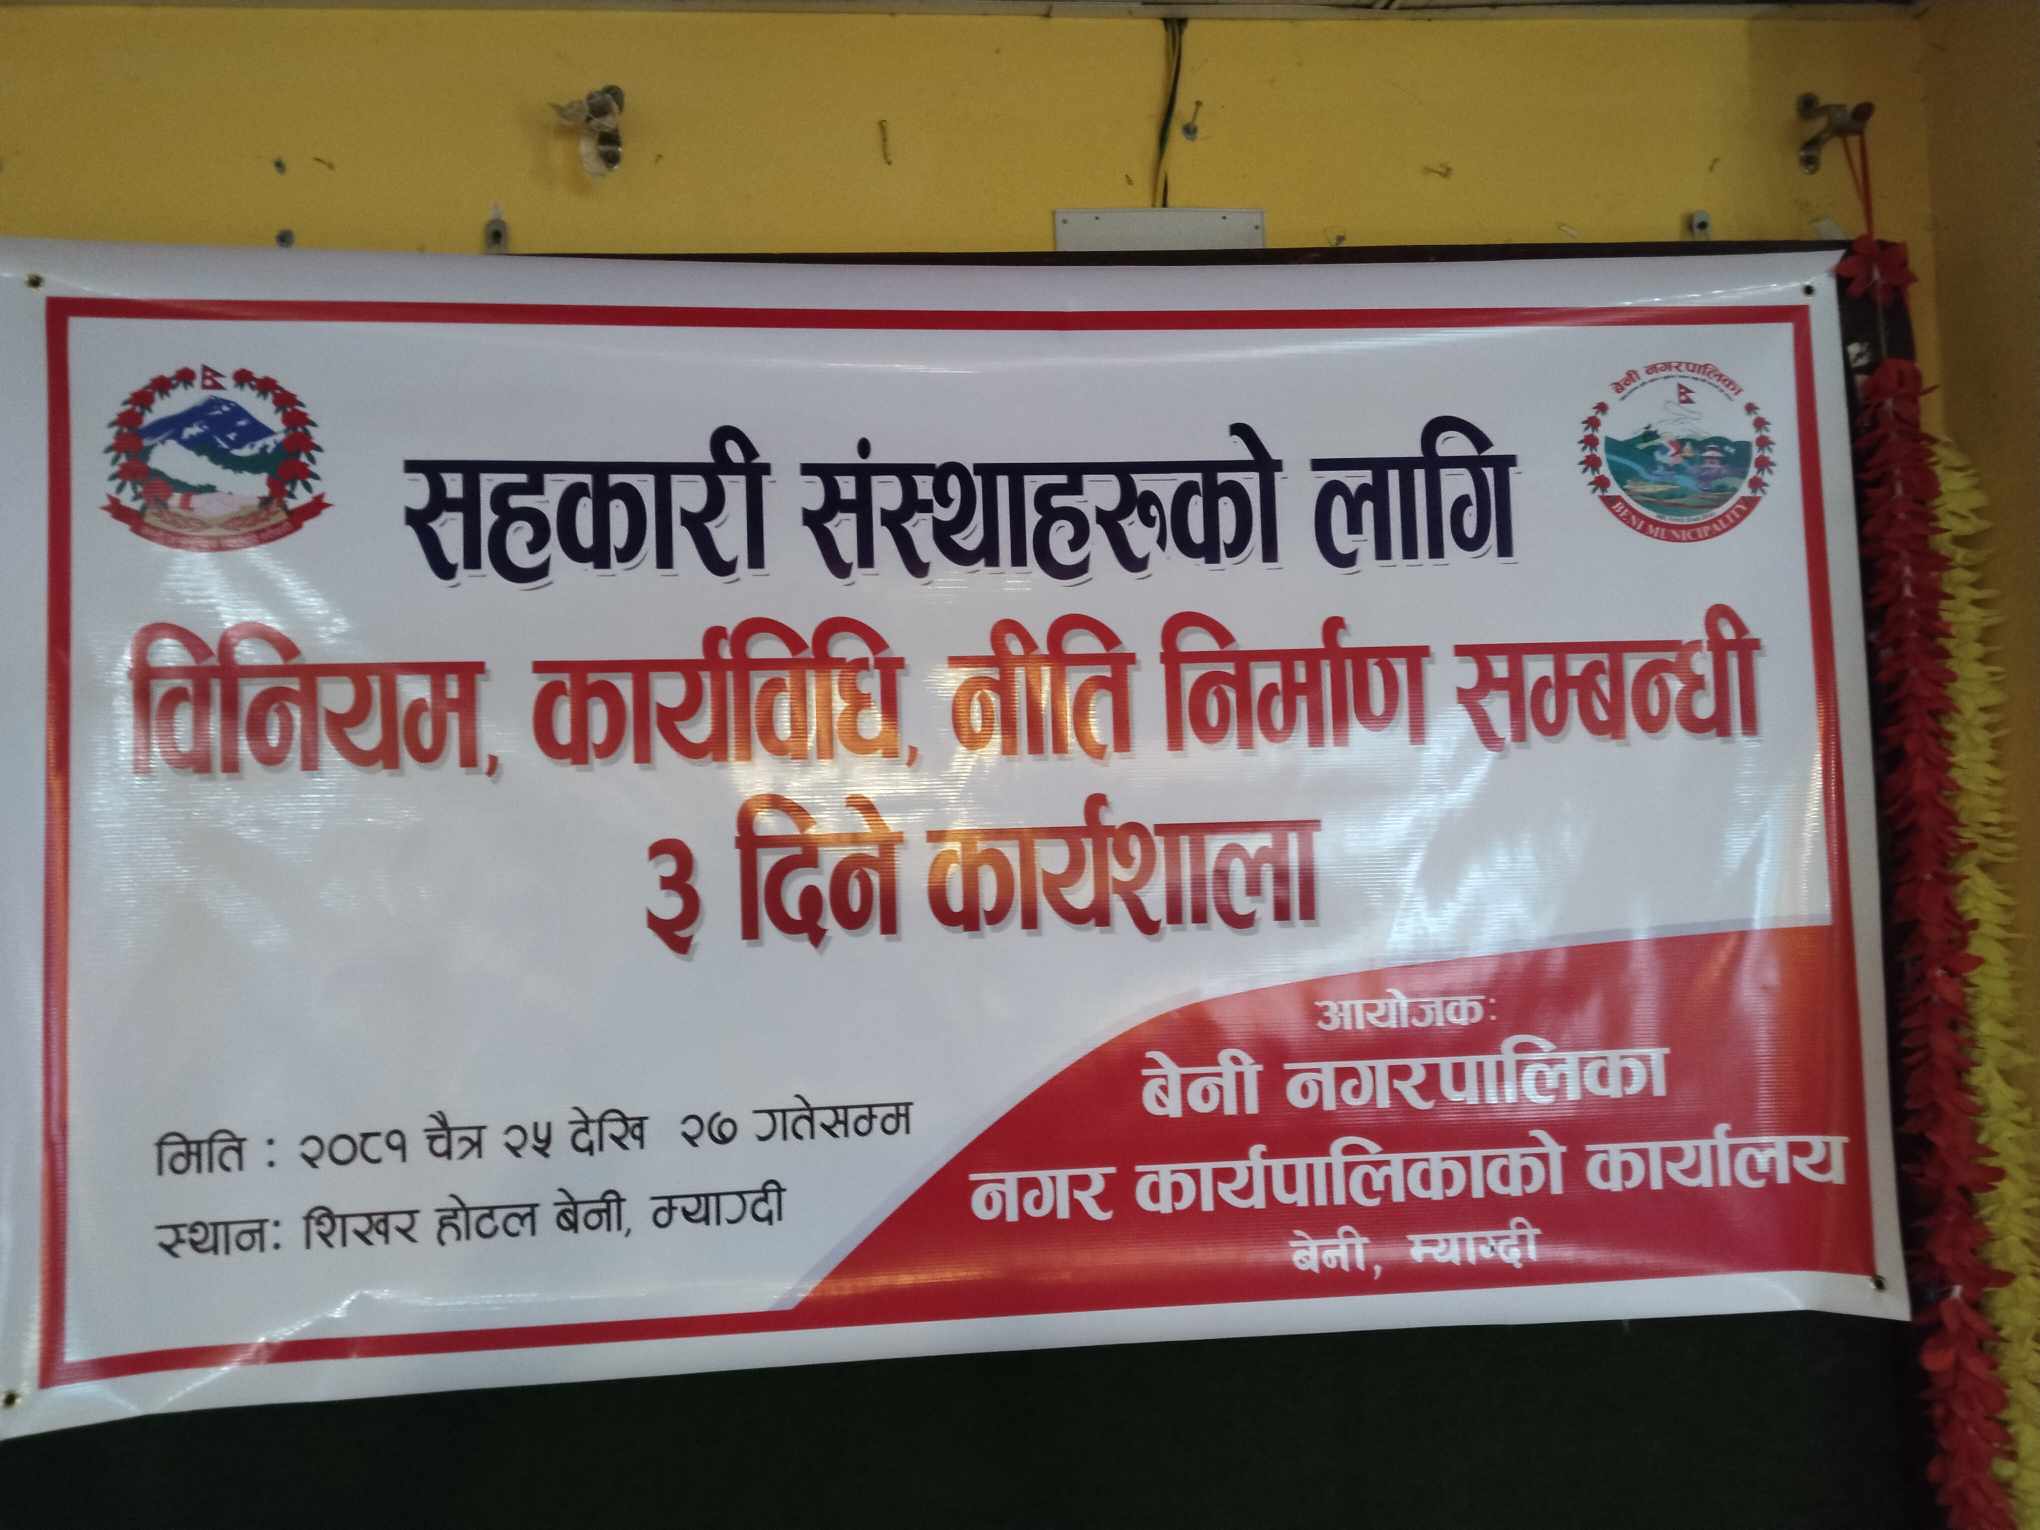 सहकारी संस्थाहरूको लागि
विनियम, कार्यविधि, नीति निर्माण सम्बन्धी
३ दिने कार्यशाला
बेनी नगरपालिका
BENI MUNICIPALITY
मिति : २०८१ चैत्र २५ देखि २७ गतेसम्म
स्थानः शिखर होटल बेनी, म्याग्दी
आयोजकः
बेनी नगरपालिका
नगर कार्यपालिकाको कार्यालय
बेनी, म्याग्दी